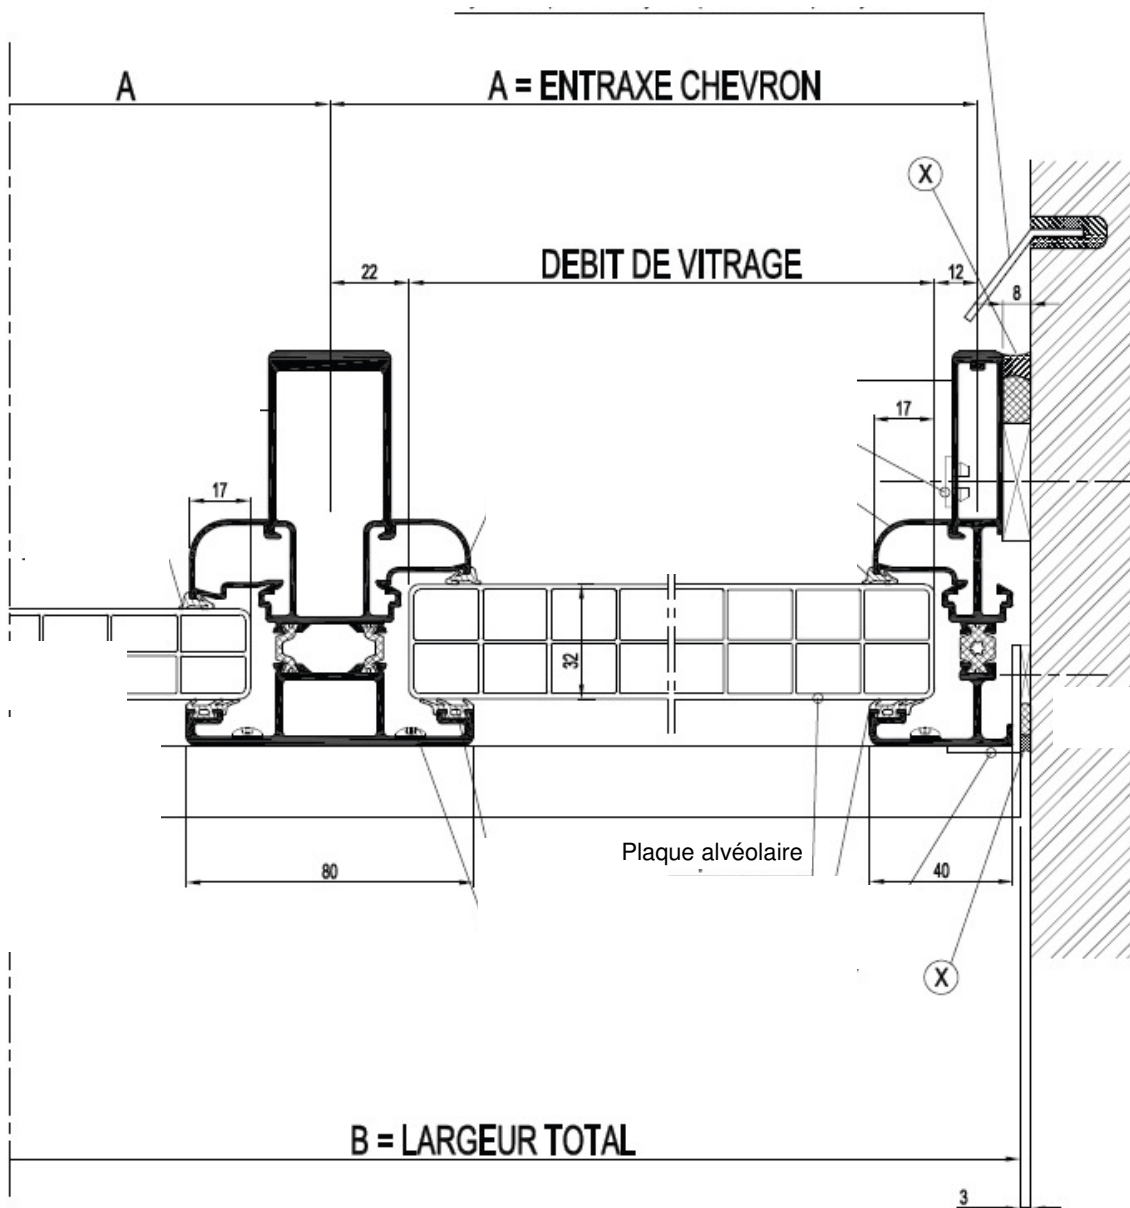 A
A = ENTRAXE CHEVRON
X
DEBIT DE VITRAGE
22
12
8
17
17
32
Plaque alvéolaire
80
40
X
B = LARGEUR TOTAL
3